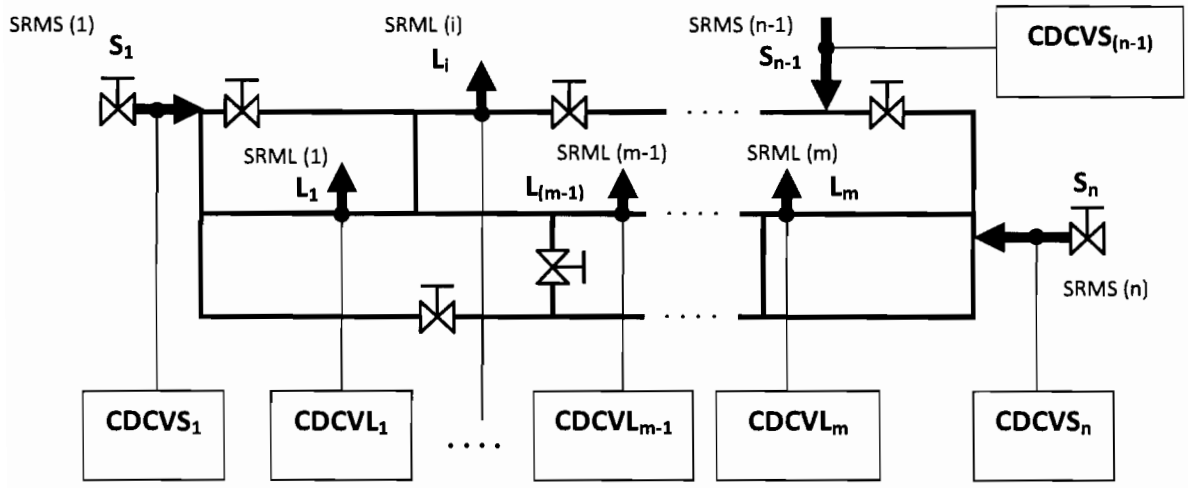 SRMS (1)
S₁
SRML (i)
Lᵢ
SRMS (n-1)
Sₙ₋₁
CDCVS₍ₙ₋₁₎
. . . .
SRML (1)
L₁
SRML (m-1)
L₍ₘ₋₁₎
SRML (m)
Lₘ
Sₙ
. . . .
SRMS (n)
. . . .
CDCVS₁
CDCVL₁
. . . .
CDCVLₘ₋₁
CDCVLₘ
CDCVSₙ